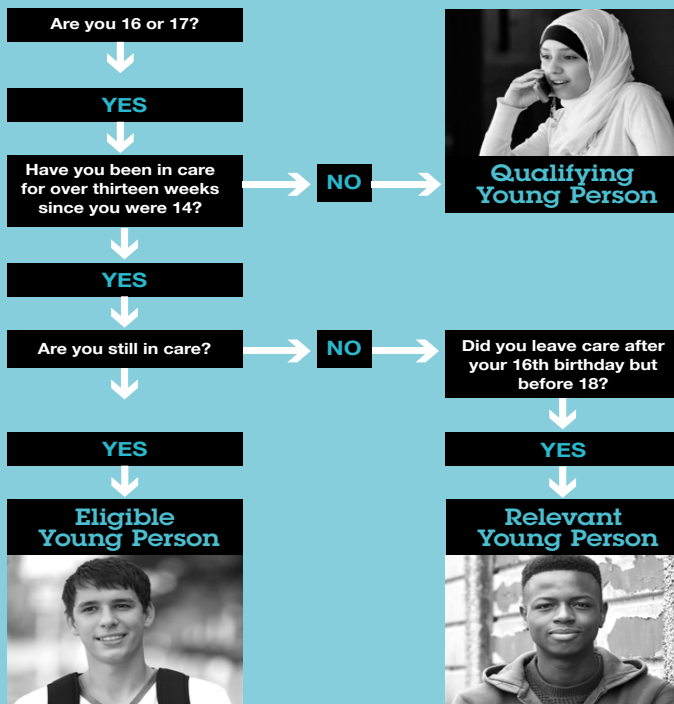 Are you 16 or 17?
YES
Have you been in care
for over thirteen weeks
since you were 14?
NO
Qualifying
Young Person
YES
Are you still in care?
NO
Did you leave care after
your 16th birthday but
before 18?
YES
Eligible
Young Person
YES
Relevant
Young Person